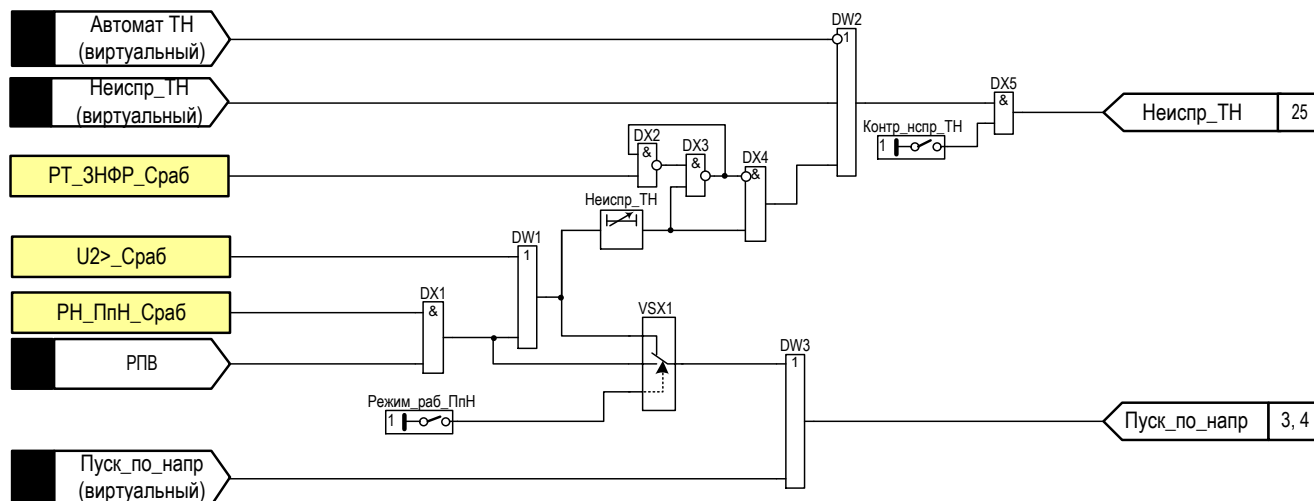 Автомат ТН
(виртуальный)
DW2
1
Неиспр_ТН
(виртуальный)
DX5
&
Неиспр_ТН 25
Контр_нспр_ТН
1
DX2
&
DX3
&
DX4
&
РТ_ЗНФР_Сраб
Неиспр_ТН
U2>_Сраб
DW1
1
РН_ПпН_Сраб
DX1
&
VSX1
РПВ
DW3
1
Режим_раб_ПпН
1
Пуск_по_напр 3, 4
Пуск_по_напр
(виртуальный)